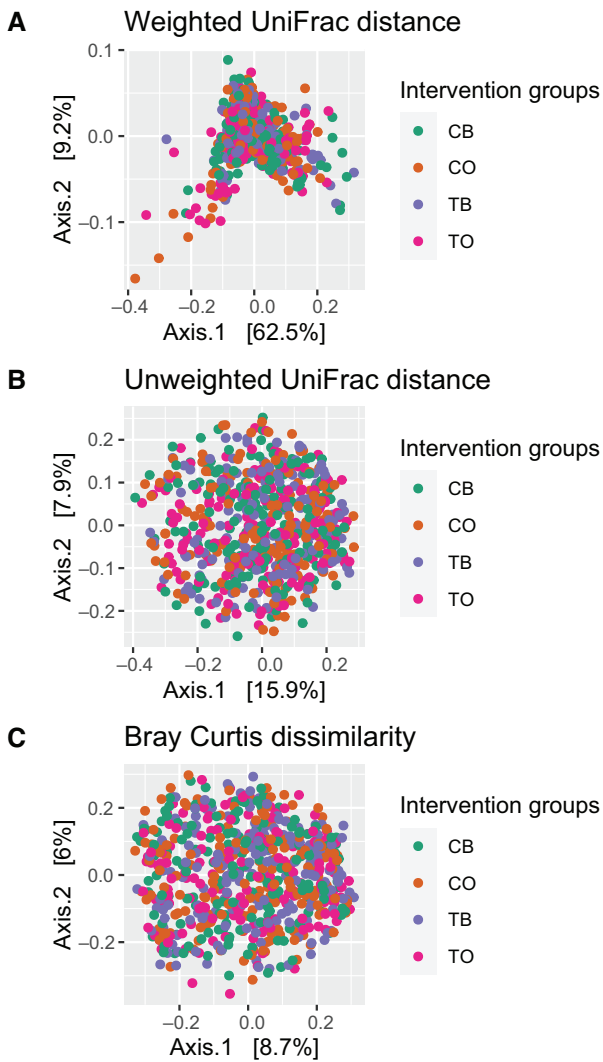 A
Weighted UniFrac distance
0.1
0.0
−0.1
Axis.2 [9.2%]
−0.4
−0.2
0.0
0.2
Axis.1 [62.5%]
Intervention groups
CB
CO
TB
TO
B
Unweighted UniFrac distance
0.2
0.1
0.0
−0.1
−0.2
Axis.2 [7.9%]
−0.4
−0.2
0.0
0.2
Axis.1 [15.9%]
Intervention groups
CB
CO
TB
TO
C
Bray Curtis dissimilarity
0.2
0.0
−0.2
Axis.2 [6%]
−0.2
0.0
0.2
Axis.1 [8.7%]
Intervention groups
CB
CO
TB
TO